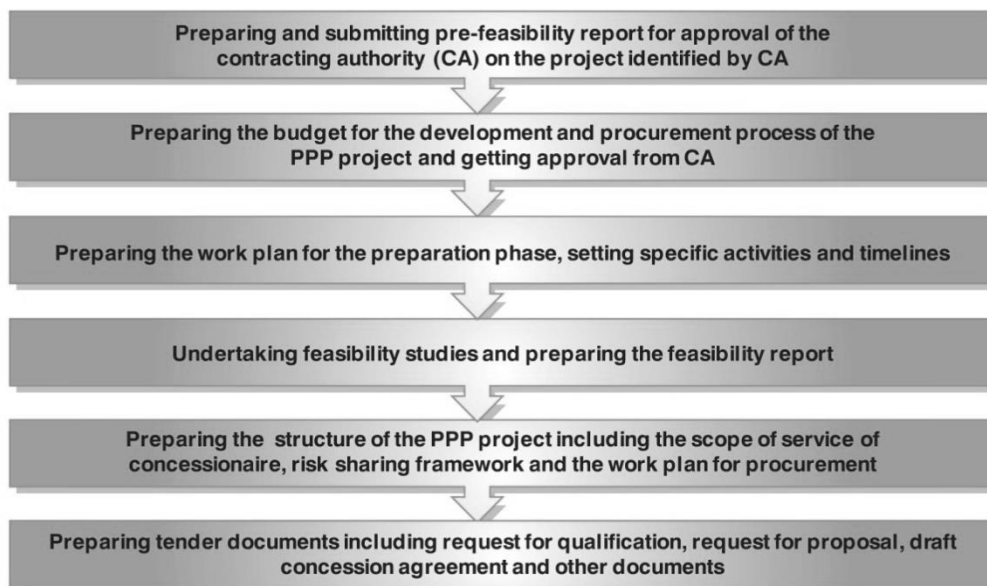 Preparing and submitting pre-feasibility report for approval of the
contracting authority (CA) on the project identified by CA
Preparing the budget for the development and procurement process of the
PPP project and getting approval from CA
Preparing the work plan for the preparation phase, setting specific activities and timelines
Undertaking feasibility studies and preparing the feasibility report
Preparing the structure of the PPP project including the scope of service of
concessionaire, risk sharing framework and the work plan for procurement
Preparing tender documents including request for qualification, request for proposal, draft
concession agreement and other documents